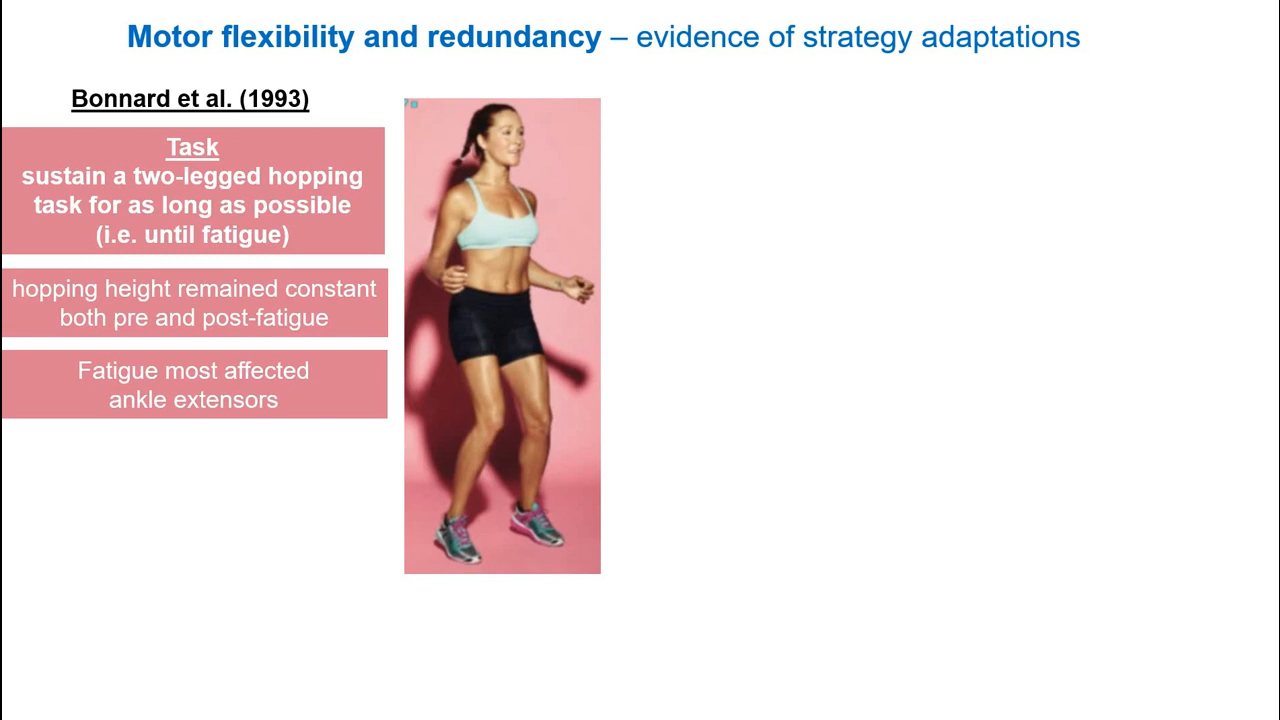 Motor flexibility and redundancy – evidence of strategy adaptations
Bonnard et al. (1993)
Task
sustain a two-legged hopping
task for as long as possible
(i.e. until fatigue)
hopping height remained constant
both pre and post-fatigue
Fatigue most affected
ankle extensors